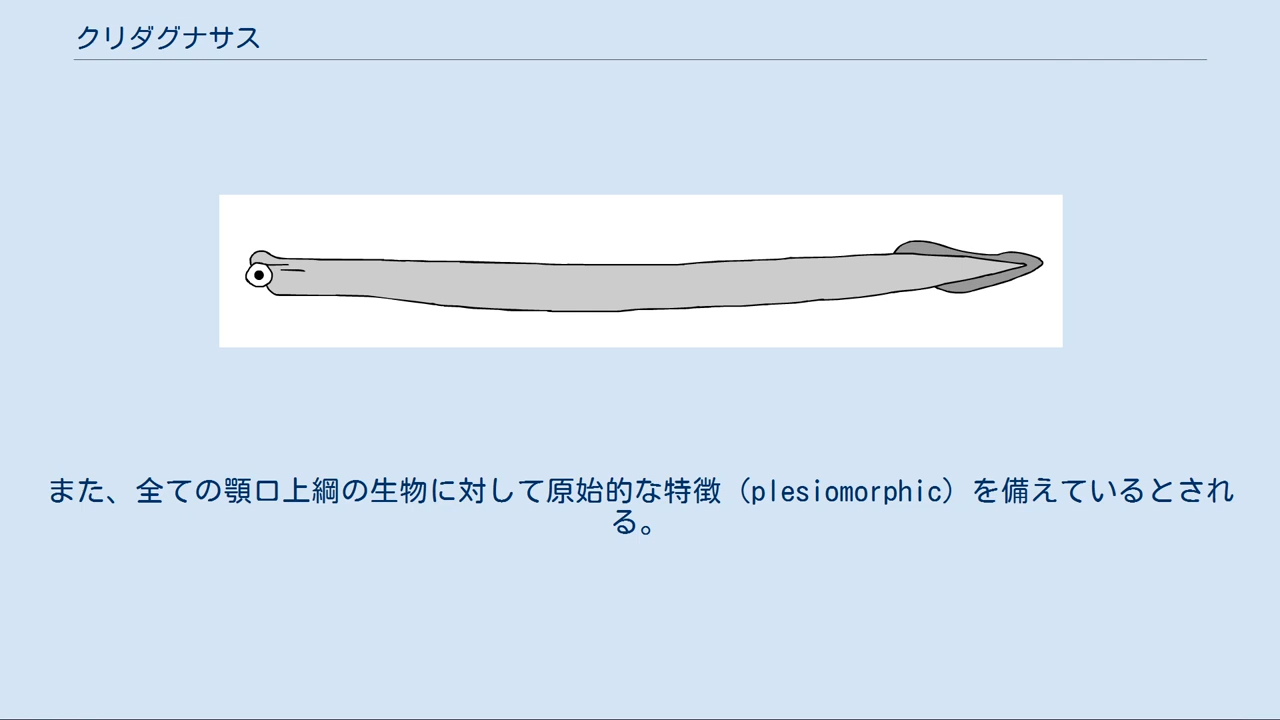 クリダグナサス
また、全ての顎口上綱の生物に対して原始的な特徴（plesiomorphic）を備えているとされ
る。